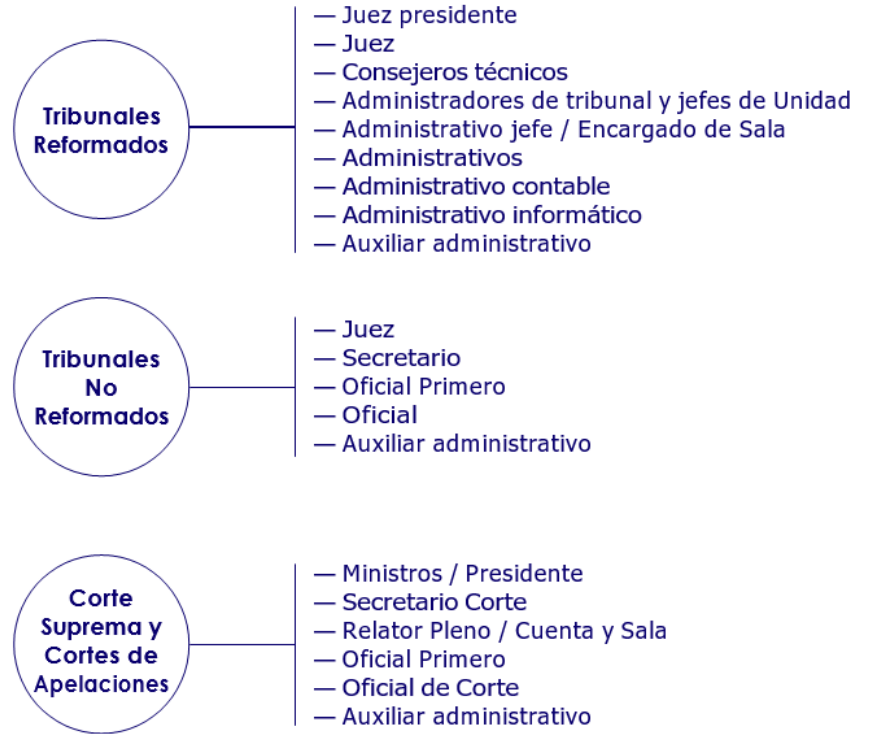 Tribunales
Reformados
— Juez presidente
— Juez
— Consejeros técnicos
— Administradores de tribunal y jefes de Unidad
— Administrativo jefe / Encargado de Sala
— Administrativos
— Administrativo contable
— Administrativo informático
— Auxiliar administrativo
Tribunales
No
Reformados
— Juez
— Secretario
— Oficial Primero
— Oficial
— Auxiliar administrativo
Corte
Suprema y
Cortes de
Apelaciones
— Ministros / Presidente
— Secretario Corte
— Relator Pleno / Cuenta y Sala
— Oficial Primero
— Oficial de Corte
— Auxiliar administrativo